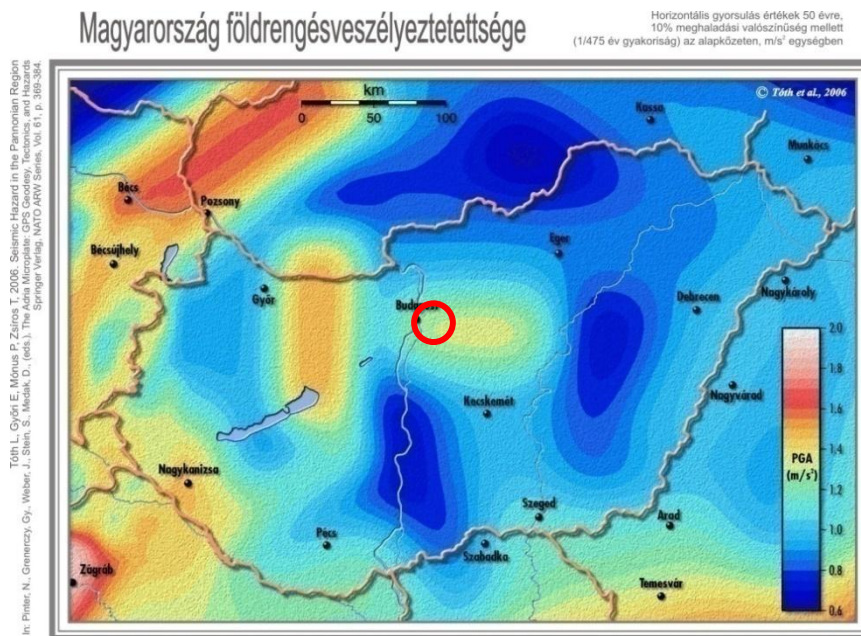 Magyarország földrengésveszélyeztetettsége
Horizontális gyorsulás értékek 50 évre,
10% meghaladási valószínűség mellett
(1/475 év gyakoriság) az alapkőzeten, m/s² egységben
Tóth L, Győri E, Mónus P, Zsíros T, 2006. Seismic Hazard in the Pannonian Region
In: Pinter, N., Grenerczy, Gy., Weber, J., Stein, S., Medak, D., (eds.), The Adria Microplate: GPS Geodesy, Tectonics, and Hazards
Springer Verlag, NATO ARW Series, Vol. 61, p. 369-384.
km
0 50 100
© Tóth et al., 2006
Kassa
Munkács
Bécs
Pozsony
Eger
Bécsújhely
Győr
Nagykároly
Debrecen
Nagyvárad
Kecskemét
Nagykanizsa
Szeged
Arad
Pécs
Szabadka
Zágráb
Temesvár
2.0
1.8
1.6
1.4
PGA
(m/s²)
1.2
1.0
0.8
0.6